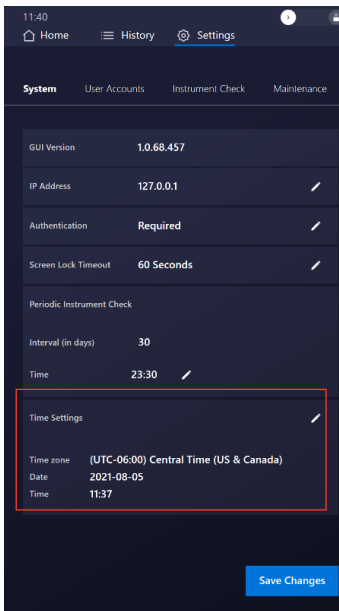 11:40
Home History Settings
System User Accounts Instrument Check Maintenance
GUI Version 1.0.68.457
IP Address 127.0.0.1
Authentication Required
Screen Lock Timeout 60 Seconds
Periodic Instrument Check
Interval (in days) 30
Time 23:30
Time Settings
Time zone (UTC-06:00) Central Time (US & Canada)
Date 2021-08-05
Time 11:37
Save Changes